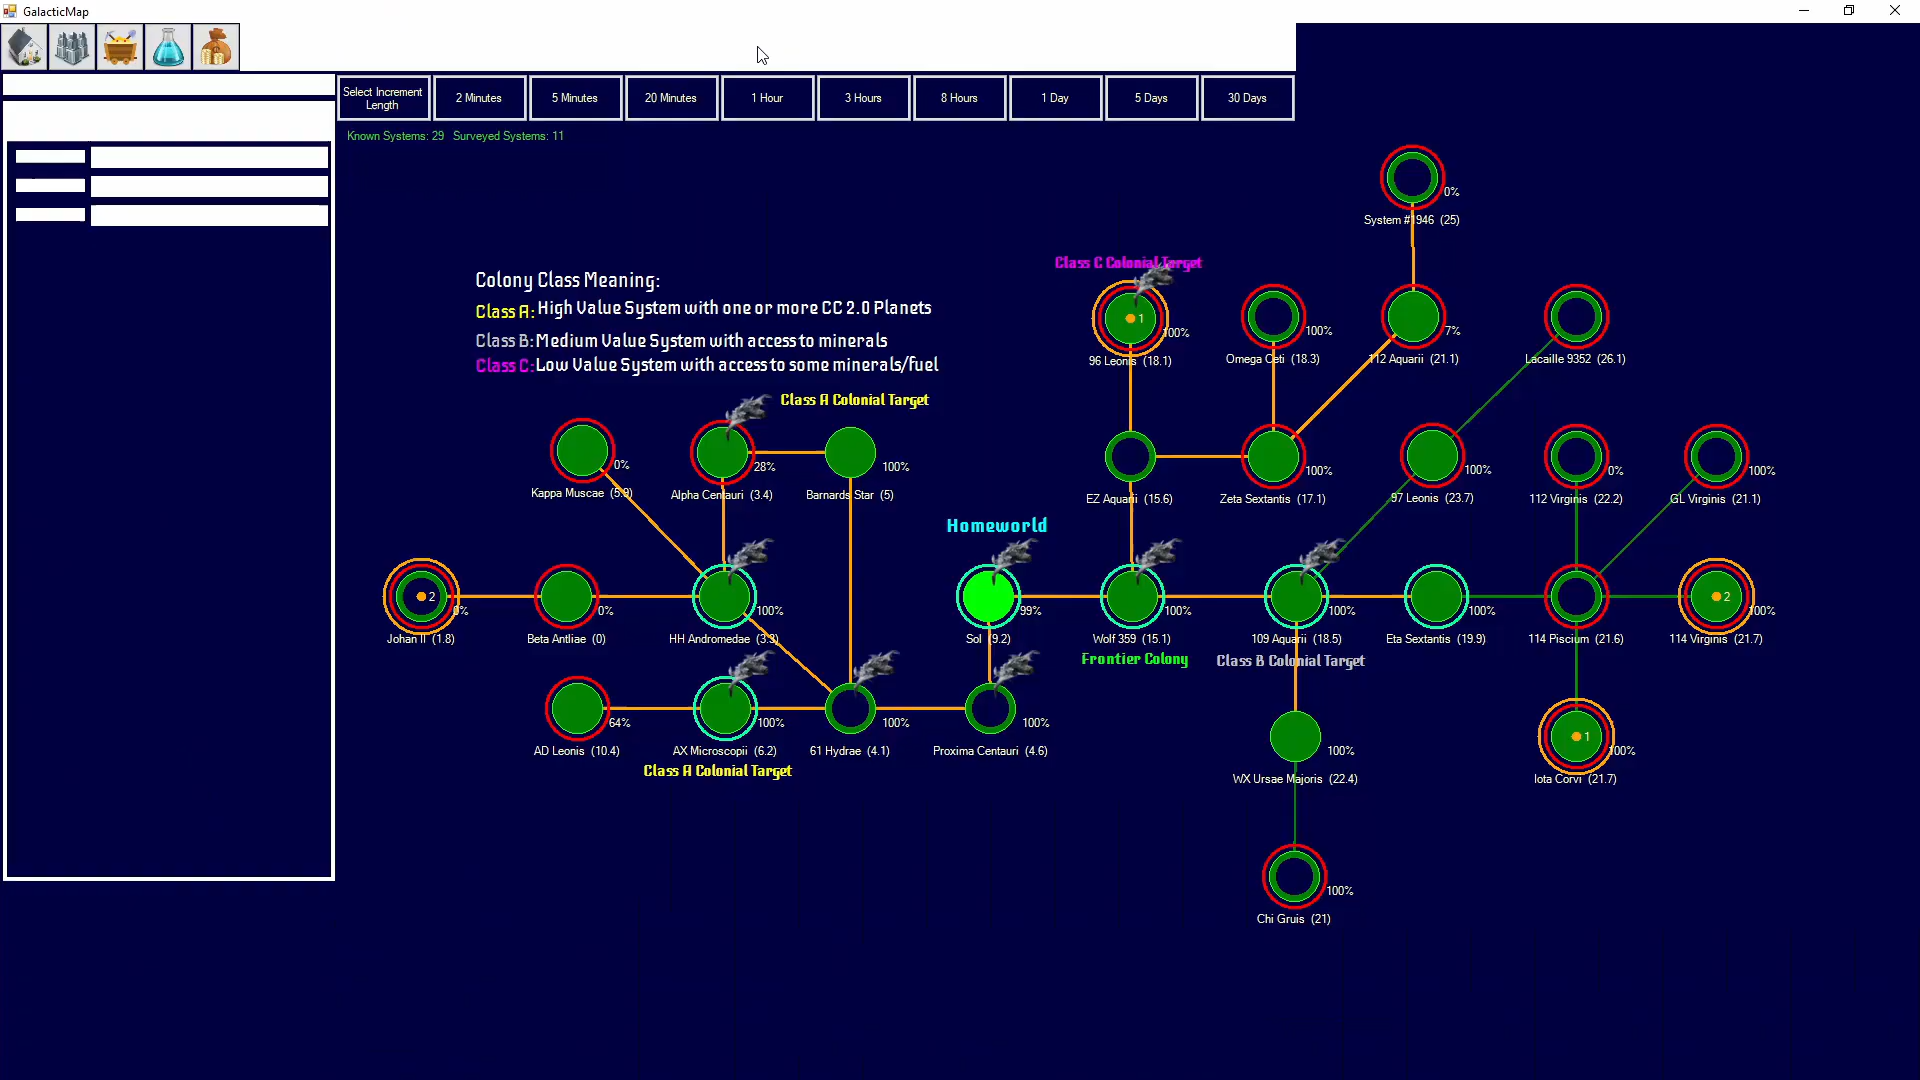 GalacticMap
Select Increment Length
2 Minutes
5 Minutes
20 Minutes
1 Hour
3 Hours
8 Hours
1 Day
5 Days
30 Days
Known Systems: 29 Surveyed Systems: 11
0%
System #1946 (25)
Class C Colonial Target
Colony Class Meaning:
Class A: High Value System with one or more CC 2.0 Planets
Class B: Medium Value System with access to minerals
Class C: Low Value System with access to some minerals/fuel
1
100%
96 Leonis (18.1)
100%
Omega Ceti (18.3)
7%
112 Aquarii (21.1)
Lacaille 9352 (26.1)
Class A Colonial Target
0%
Kappa Muscae (5.9)
28%
Alpha Centauri (3.4)
100%
Barnards Star (5)
EZ Aquarii (15.6)
100%
Zeta Sextantis (17.1)
100%
97 Leonis (23.7)
0%
112 Virginis (22.2)
100%
GL Virginis (21.1)
Homeworld
2
0%
Johan II (1.8)
0%
Beta Antliae (0)
100%
HH Andromedae (3.3)
99%
Sol (9.2)
100%
Wolf 359 (15.1)
Frontier Colony
100%
109 Aquarii (18.5)
Class B Colonial Target
100%
Eta Sextantis (19.9)
114 Piscium (21.6)
2
100%
114 Virginis (21.7)
64%
AD Leonis (10.4)
100%
AX Microscopii (6.2)
Class A Colonial Target
100%
61 Hydrae (4.1)
100%
Proxima Centauri (4.6)
100%
WX Ursae Majoris (22.4)
1
100%
Iota Corvi (21.7)
100%
Chi Gruis (21)